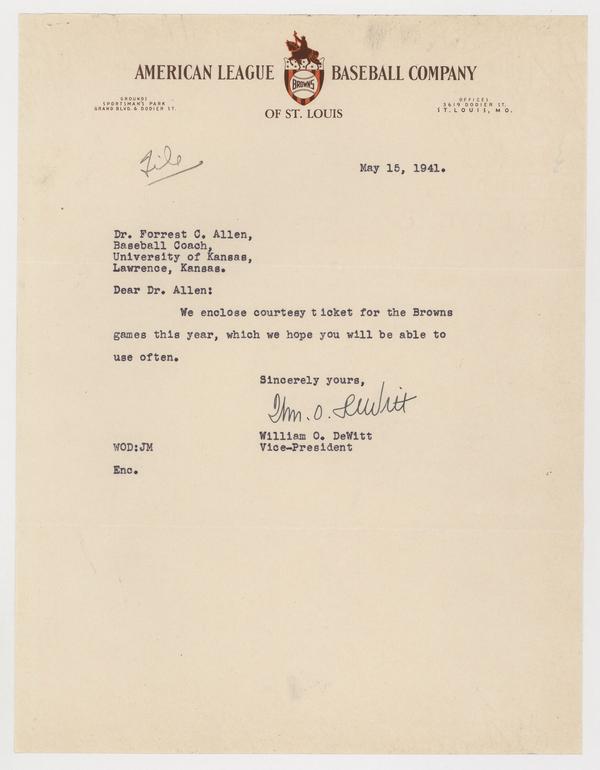 AMERICAN LEAGUE BROWNS BASEBALL COMPANY
OF ST. LOUIS
GROUNDS
SPORTSMAN'S PARK
GRAND BLVD. & DODIER ST.
OFFICES
3619 DODIER ST.
ST. LOUIS, MO.
File
May 15, 1941.
Dr. Forrest C. Allen,
Baseball Coach,
University of Kansas,
Lawrence, Kansas.
Dear Dr. Allen:
We enclose courtesy ticket for the Browns
games this year, which we hope you will be able to
use often.
Sincerely yours,
Wm. O. DeWitt
William O. DeWitt
WOD:JM Vice-President
Enc.